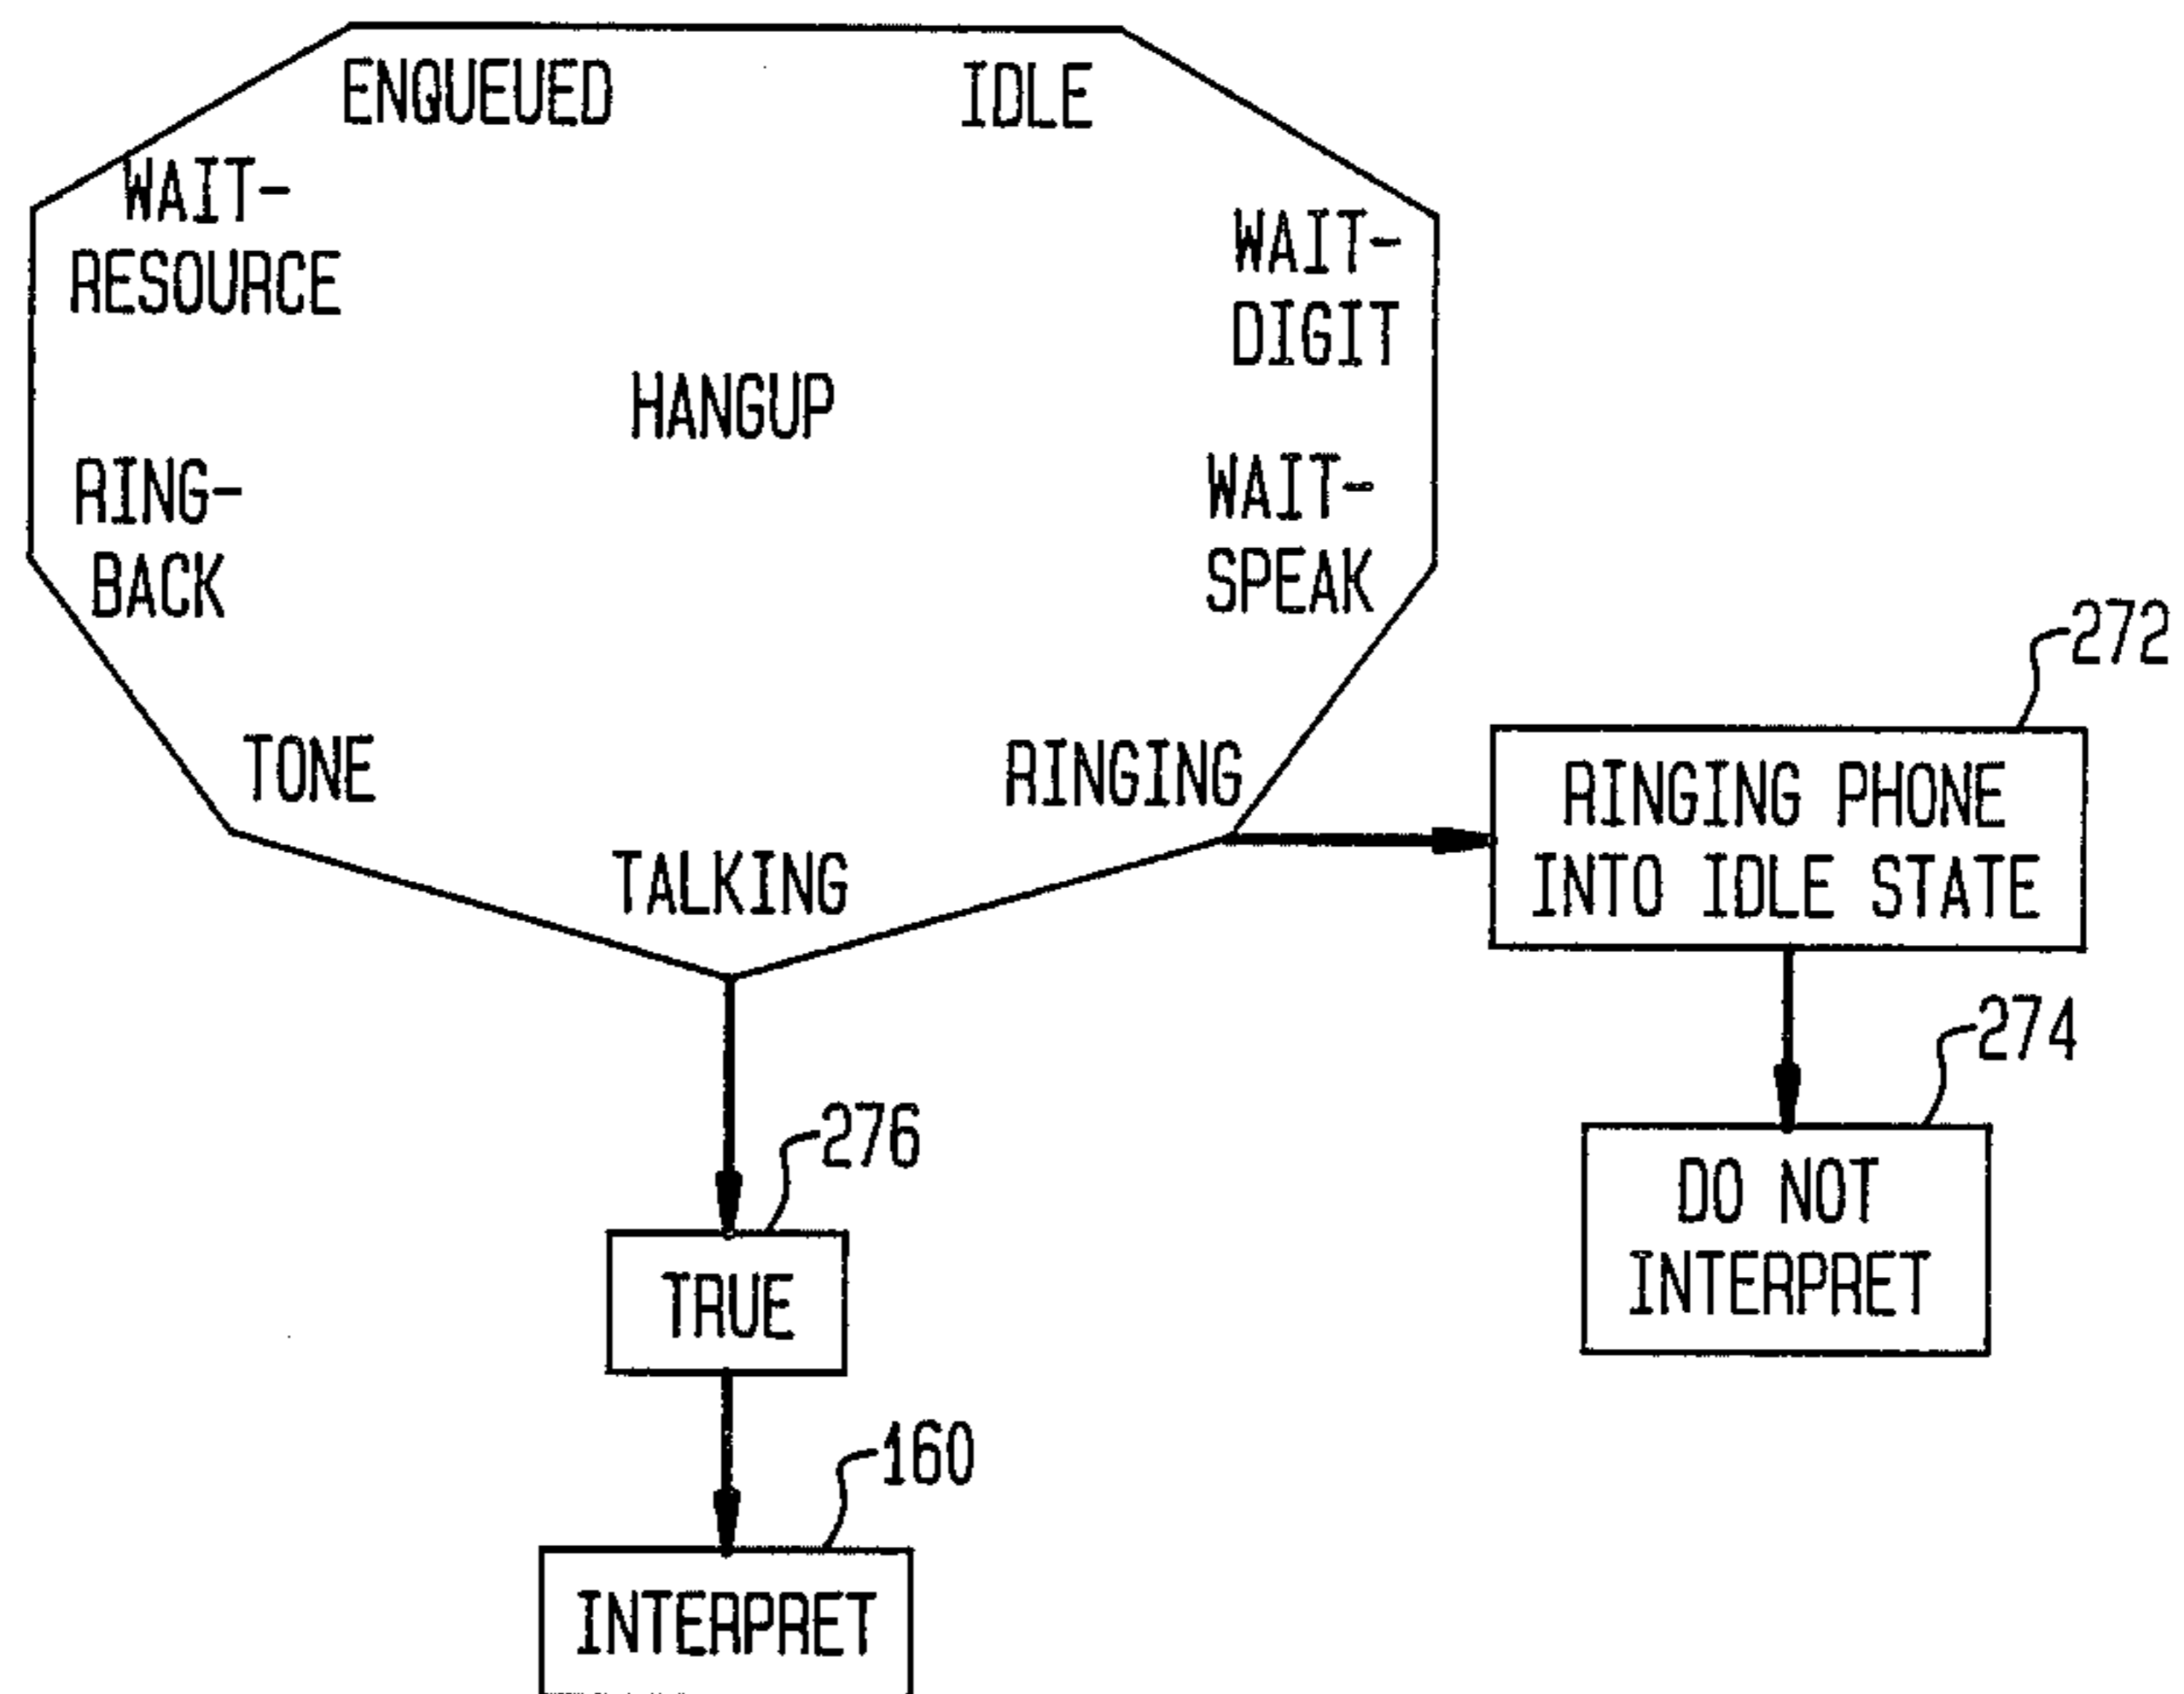 ENQUEUED
IDLE
WAIT-
RESOURCE
WAIT-
DIGIT
HANGUP
RING-
BACK
WAIT-
SPEAK
TONE
RINGING
TALKING
272
RINGING PHONE
INTO IDLE STATE
274
DO NOT
INTERPRET
276
TRUE
160
INTERPRET